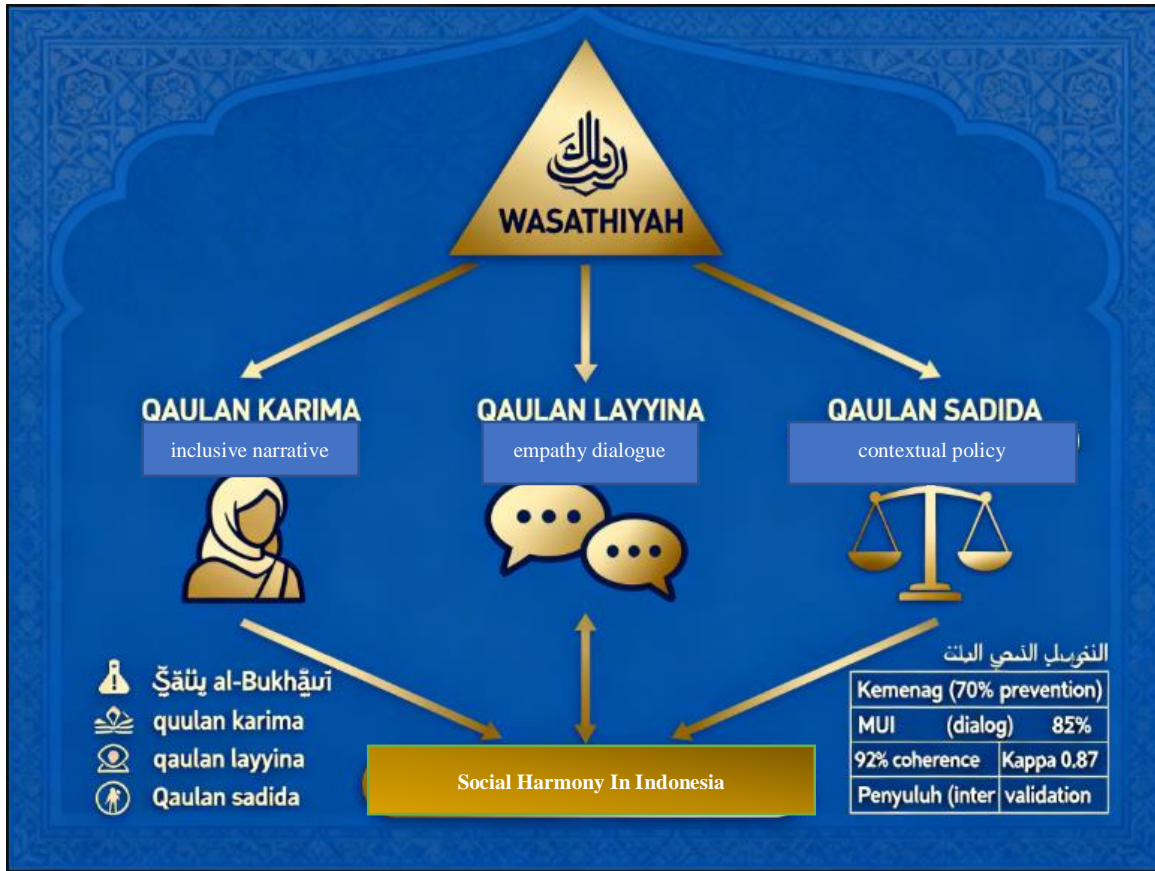 WASATHIYAH
QAULAN KARIMA
inclusive narrative
QAULAN LAYYINA
empathy dialogue
QAULAN SADIDA
contextual policy
al-Bukhāurī
quulan karima
qaulan layyina
Qaulan sadida
Social Harmony In Indonesia
Kemenag (70% prevention)
MUI (dialog) 85%
92% coherence Kappa 0,87
Penyuluh (inter validation